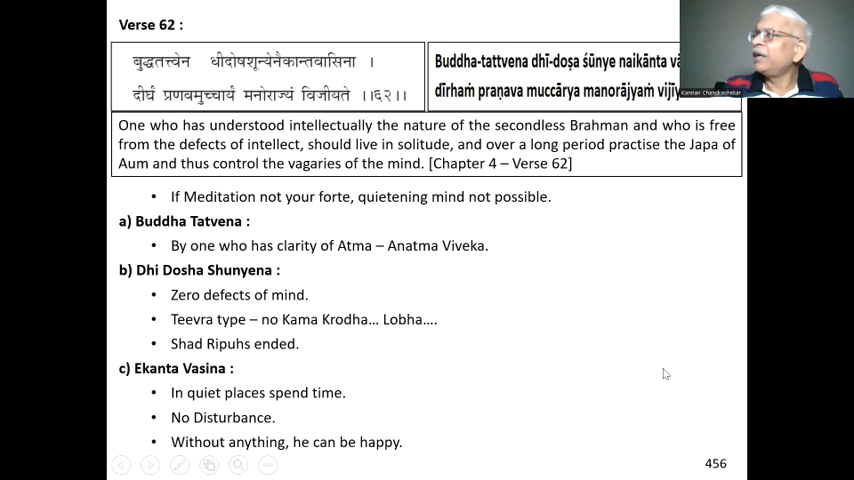 Verse 62 :
बुद्धतत्त्वेन धीदोषशून्येनैकान्तवासिना ।
दीर्घं प्रणवमुच्चार्य मनोराज्यं विजीयते ।।६२।।
Buddha-tattvena dhī-doṣa śūnye naikānta
dīrhaṁ praṇava muccārya manorājyaṁ
Kannan Chandrashekar
One who has understood intellectually the nature of the secondless Brahman and who is free
from the defects of intellect, should live in solitude, and over a long period practise the Japa of
Aum and thus control the vagaries of the mind. [Chapter 4 – Verse 62]
• If Meditation not your forte, quietening mind not possible.
a) Buddha Tatvena :
• By one who has clarity of Atma – Anatma Viveka.
b) Dhi Dosha Shunyena :
• Zero defects of mind.
• Teevra type – no Kama Krodha… Lobha….
• Shad Ripuhs ended.
c) Ekanta Vasina :
• In quiet places spend time.
• No Disturbance.
• Without anything, he can be happy.
456